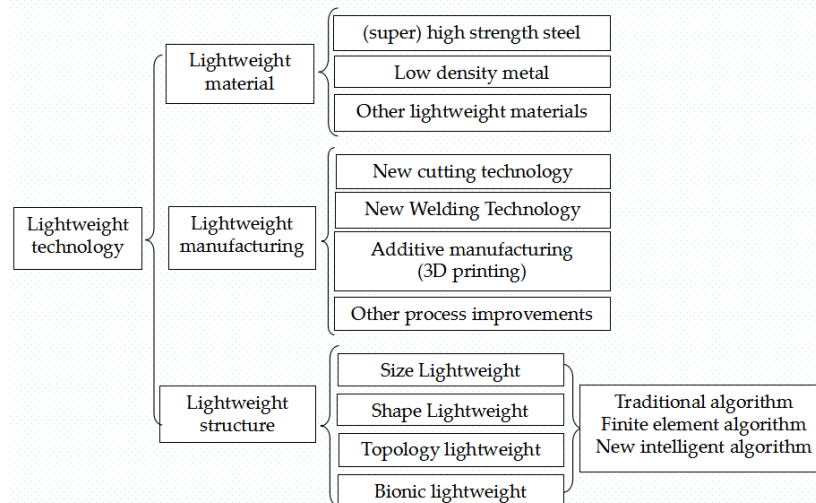 Lightweight
technology
Lightweight
material
(super) high strength steel
Low density metal
Other lightweight materials
Lightweight
manufacturing
New cutting technology
New Welding Technology
Additive manufacturing
(3D printing)
Other process improvements
Lightweight
structure
Size Lightweight
Shape Lightweight
Topology lightweight
Bionic lightweight
Traditional algorithm
Finite element algorithm
New intelligent algorithm